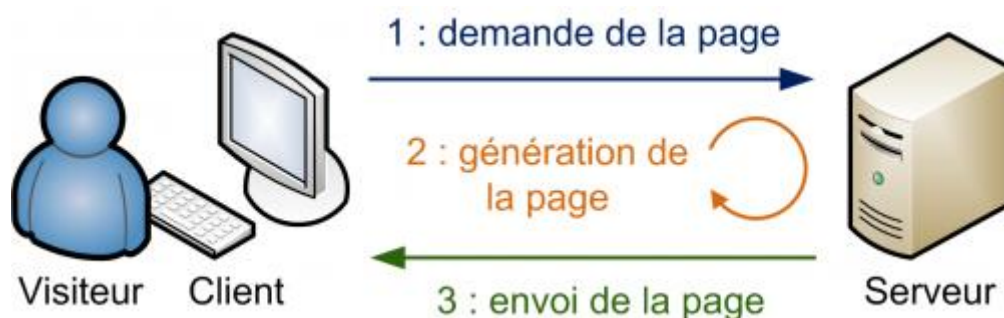 1 : demande de la page
2 : génération de
la page
3 : envoi de la page
Visiteur
Client
Serveur